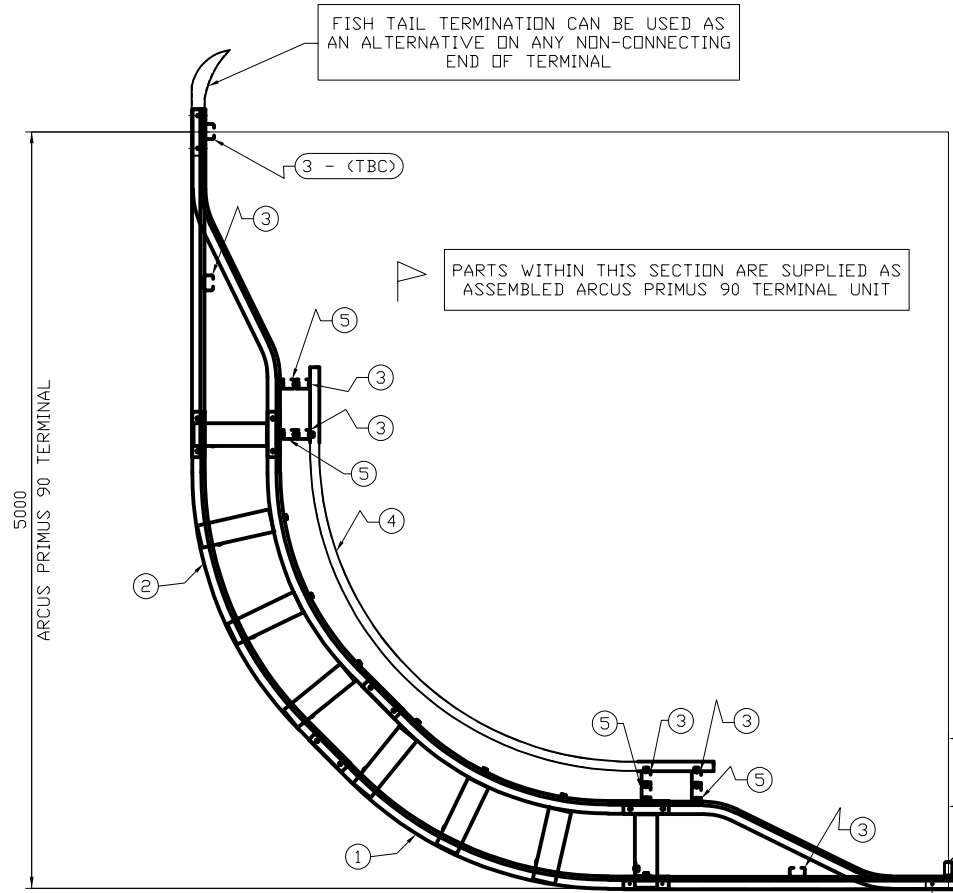 FISH TAIL TERMINATION CAN BE USED AS
AN ALTERNATIVE ON ANY NON-CONNECTING
END OF TERMINAL
3 - (TBC)
3
PARTS WITHIN THIS SECTION ARE SUPPLIED AS
ASSEMBLED ARCUS PRIMUS 90 TERMINAL UNIT
5
3
3
5
4
5000
ARCUS PRIMUS 90 TERMINAL
2
5
3
3
5
3
1